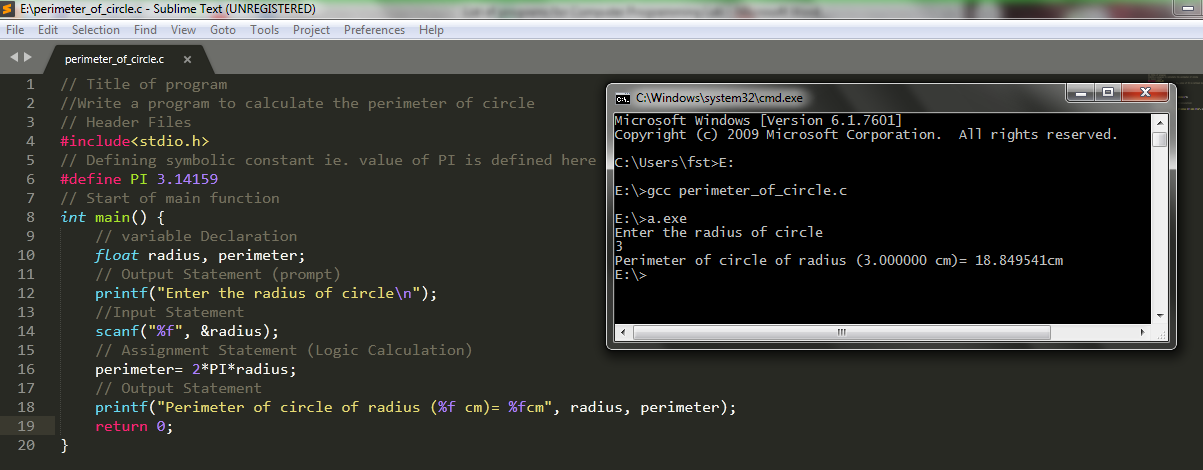 E:\perimeter_of_circle.c - Sublime Text (UNREGISTERED)
File Edit Selection Find View Goto Tools Project Preferences Help
perimeter_of_circle.c ×
1 // Title of program
2 //Write a program to calculate the perimeter of circle
3 // Header Files
4 #include<stdio.h>
5 // Defining symbolic constant ie. value of PI is defined here
6 #define PI 3.14159
7 // Start of main function
8 int main() {
9 // variable Declaration
10 float radius, perimeter;
11 // Output Statement (prompt)
12 printf("Enter the radius of circle\n");
13 //Input Statement
14 scanf("%f", &radius);
15 // Assignment Statement (Logic Calculation)
16 perimeter= 2*PI*radius;
17 // Output Statement
18 printf("Perimeter of circle of radius (%f cm)= %fcm", radius, perimeter);
19 return 0;
20 }
C:\Windows\system32\cmd.exe
Microsoft Windows [Version 6.1.7601]
Copyright (c) 2009 Microsoft Corporation.  All rights reserved.
C:\Users\fst>E:
E:\>gcc perimeter_of_circle.c
E:\>a.exe
Enter the radius of circle
3
Perimeter of circle of radius (3.000000 cm)= 18.849541cm
E:\>